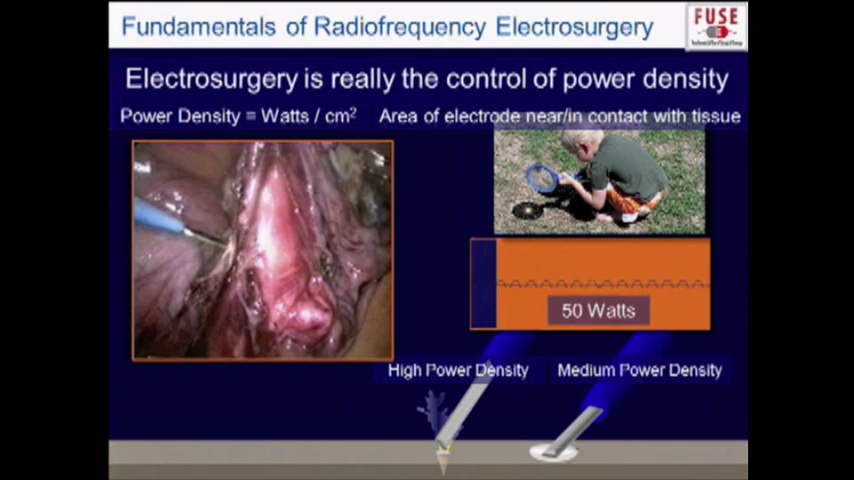 Fundamentals of Radiofrequency Electrosurgery
FUSE
Electrosurgery is really the control of power density
Power Density = Watts / cm²
Area of electrode near/in contact with tissue
50 Watts
High Power Density
Medium Power Density